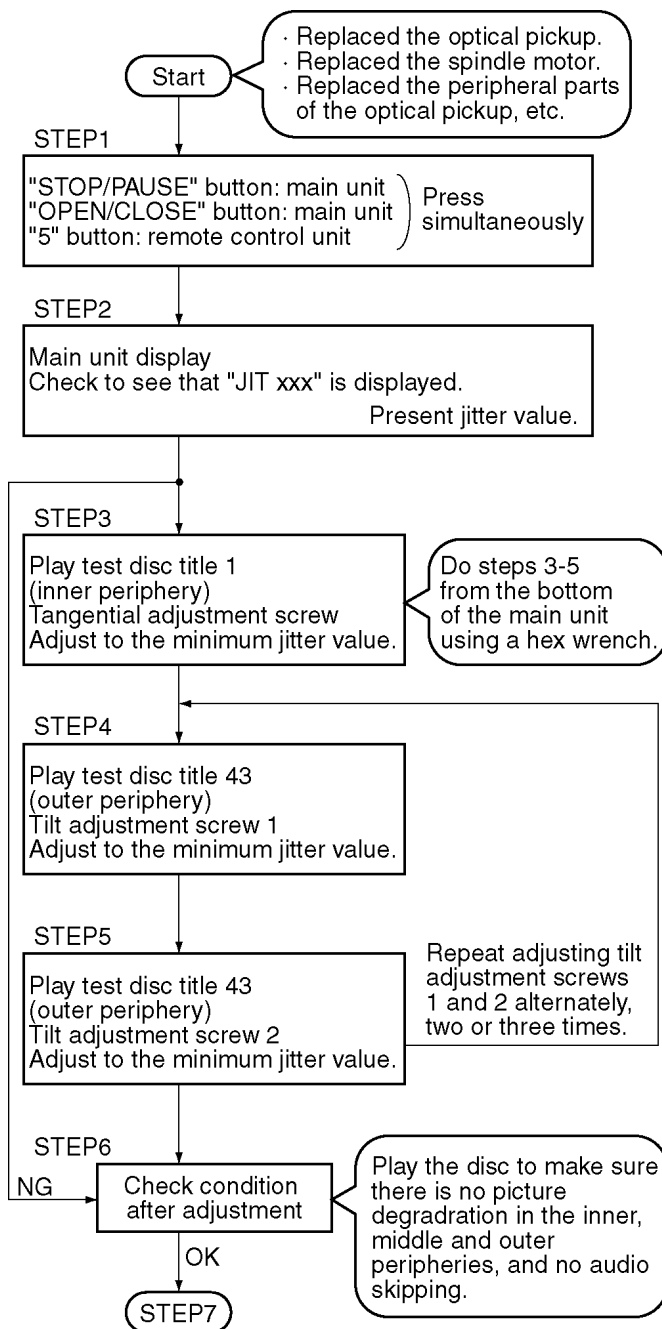 · Replaced the optical pickup.
· Replaced the spindle motor.
· Replaced the peripheral parts
of the optical pickup, etc.
Start
STEP1
"STOP/PAUSE" button: main unit
"OPEN/CLOSE" button: main unit
"5" button: remote control unit
Press
simultaneously
STEP2
Main unit display
Check to see that "JIT xxx" is displayed.
Present jitter value.
STEP3
Play test disc title 1
(inner periphery)
Tangential adjustment screw
Adjust to the minimum jitter value.
Do steps 3-5
from the bottom
of the main unit
using a hex wrench.
STEP4
Play test disc title 43
(outer periphery)
Tilt adjustment screw 1
Adjust to the minimum jitter value.
STEP5
Play test disc title 43
(outer periphery)
Tilt adjustment screw 2
Adjust to the minimum jitter value.
Repeat adjusting tilt
adjustment screws
1 and 2 alternately,
two or three times.
STEP6
NG
Check condition
after adjustment
Play the disc to make sure
there is no picture
degradration in the inner,
middle and outer
peripheries, and no audio
skipping.
OK
STEP7